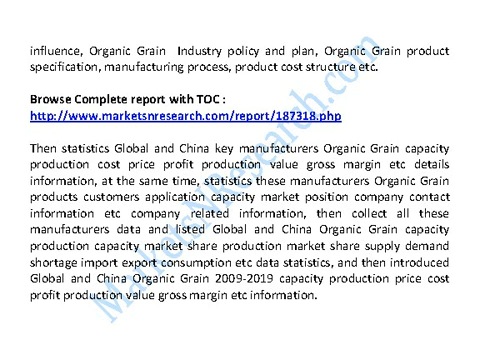 influence, Organic Grain Industry policy and plan, Organic Grain product
specification, manufacturing process, product cost structure etc.
Browse Complete report with TOC :
http://www.marketsnresearch.com/report/187318.php
Then statistics Global and China key manufacturers Organic Grain capacity
production cost price profit production value gross margin etc details
information, at the same time, statistics these manufacturers Organic Grain
products customers application capacity market position company contact
information etc company related information, then collect all these
manufacturers data and listed Global and China Organic Grain capacity
production capacity market share production market share supply demand
shortage import export consumption etc data statistics, and then introduced
Global and China Organic Grain 2009-2019 capacity production price cost
profit production value gross margin etc information.
MarketsNResearch.com